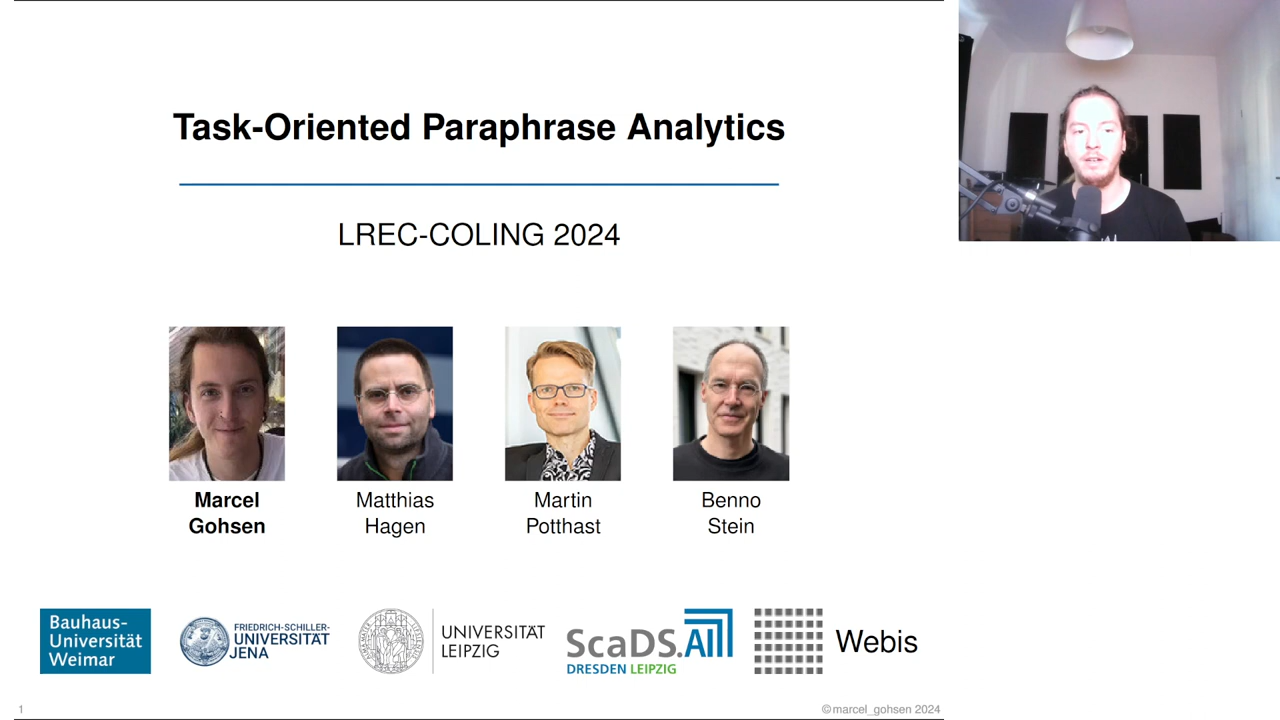 Task-Oriented Paraphrase Analytics
LREC-COLING 2024
Marcel
Gohsen
Matthias
Hagen
Martin
Potthast
Benno
Stein
Bauhaus-
Universität
Weimar
FRIEDRICH-SCHILLER-
UNIVERSITÄT
JENA
UNIVERSITÄT
LEIPZIG
ScaDS.AI
DRESDEN LEIPZIG
Webis
1
©marcel_gohsen 2024